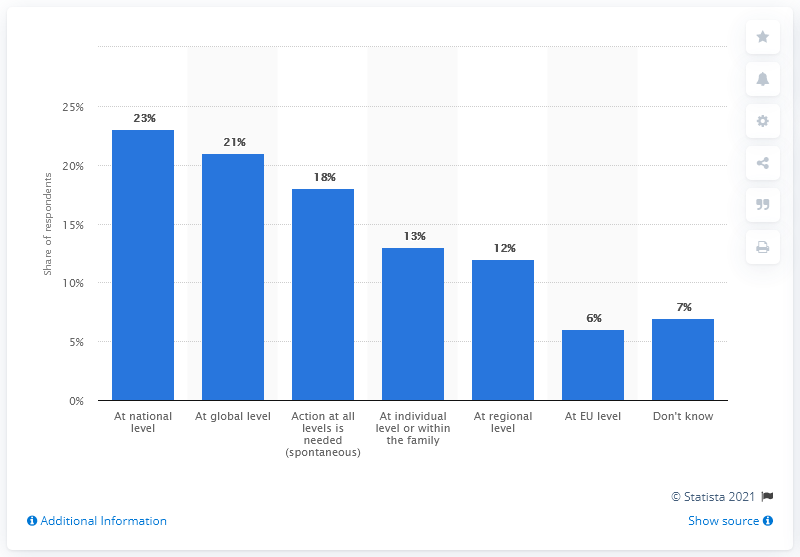 25%
20%
15%
10%
5%
0%
Share of respondents
23%
21%
18%
13%
12%
6%
7%
At national
level
At global level
Action at all
levels is
needed
(spontaneous)
At individual
level or within
the family
At regional
level
At EU level
Don't know
© Statista 2021
Additional Information
Show source